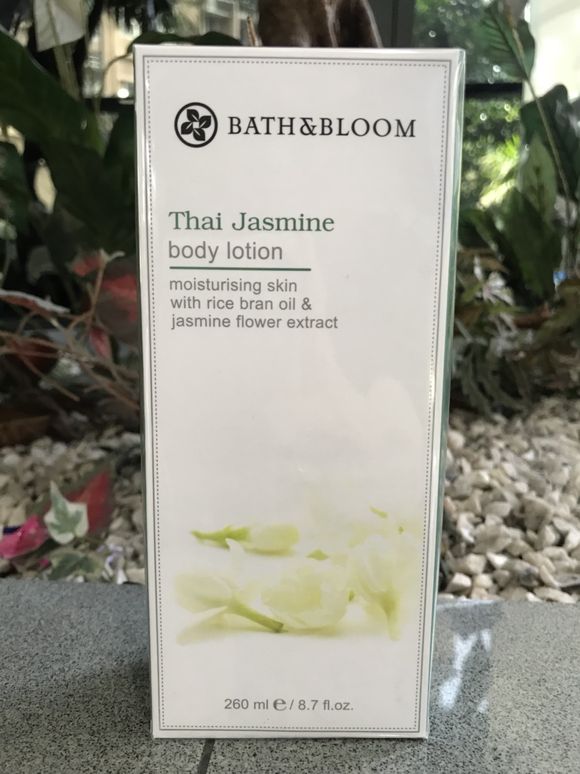 BATH&BLOOM
Thai Jasmine
body lotion
moisturising skin
with rice bran oil &
jasmine flower extract
260 ml ℮ / 8.7 fl.oz.